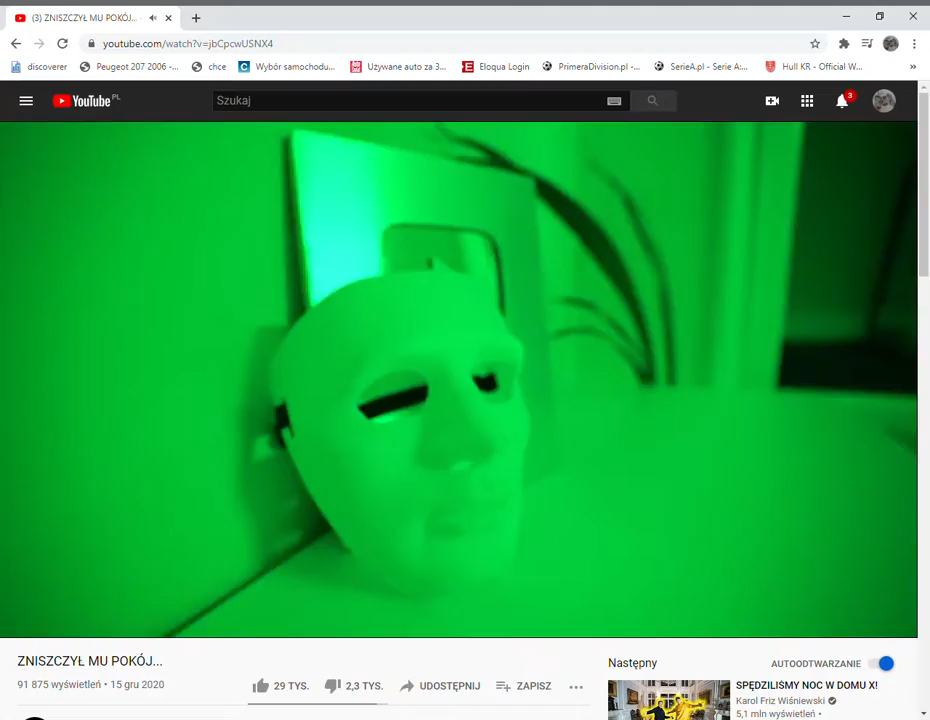 (3) ZNISZCZYŁ MU POKÓJ...
youtube.com/watch?v=jbCpcwUSNX4
discoverer Peugeot 207 2006 -... chce Wybór samochodu... Używane auto za 3... Eloqua Login PrimeraDivision.pl -... SerieA.pl - Serie A:... Hull KR - Official W... »
YouTube PL Szukaj 3
ZNISZCZYŁ MU POKÓJ...
91 875 wyświetleń • 15 gru 2020 29 TYS. 2,3 TYS. UDOSTĘPNIJ ZAPISZ
Następny AUTOODTWARZANIE
SPĘDZILIŚMY NOC W DOMU X!
Karol Friz Wiśniewski
5,1 mln wyświetleń •